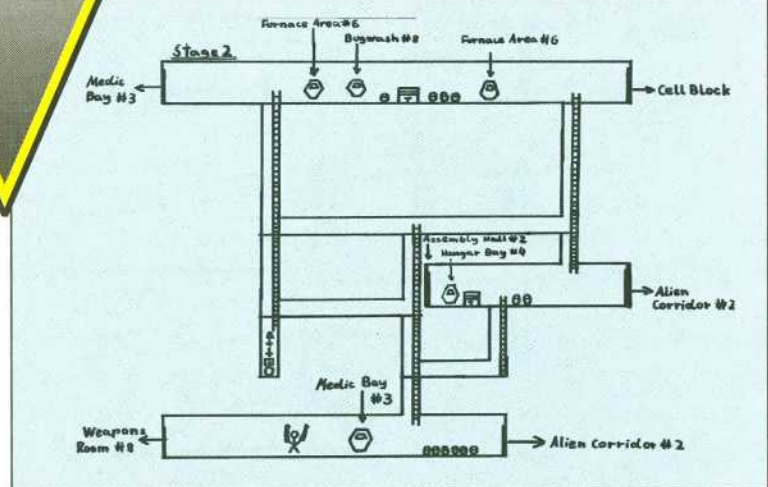 Furnace Area #6
Bugwash #8
Furnace Area #6
Stage 2
Medic
Bay #3
Cell Block
Assembly Hall #2
Hangar Bay #4
Alien
Corridor #2
Medic Bay
#3
Weapons
Room #8
Alien Corridor #2